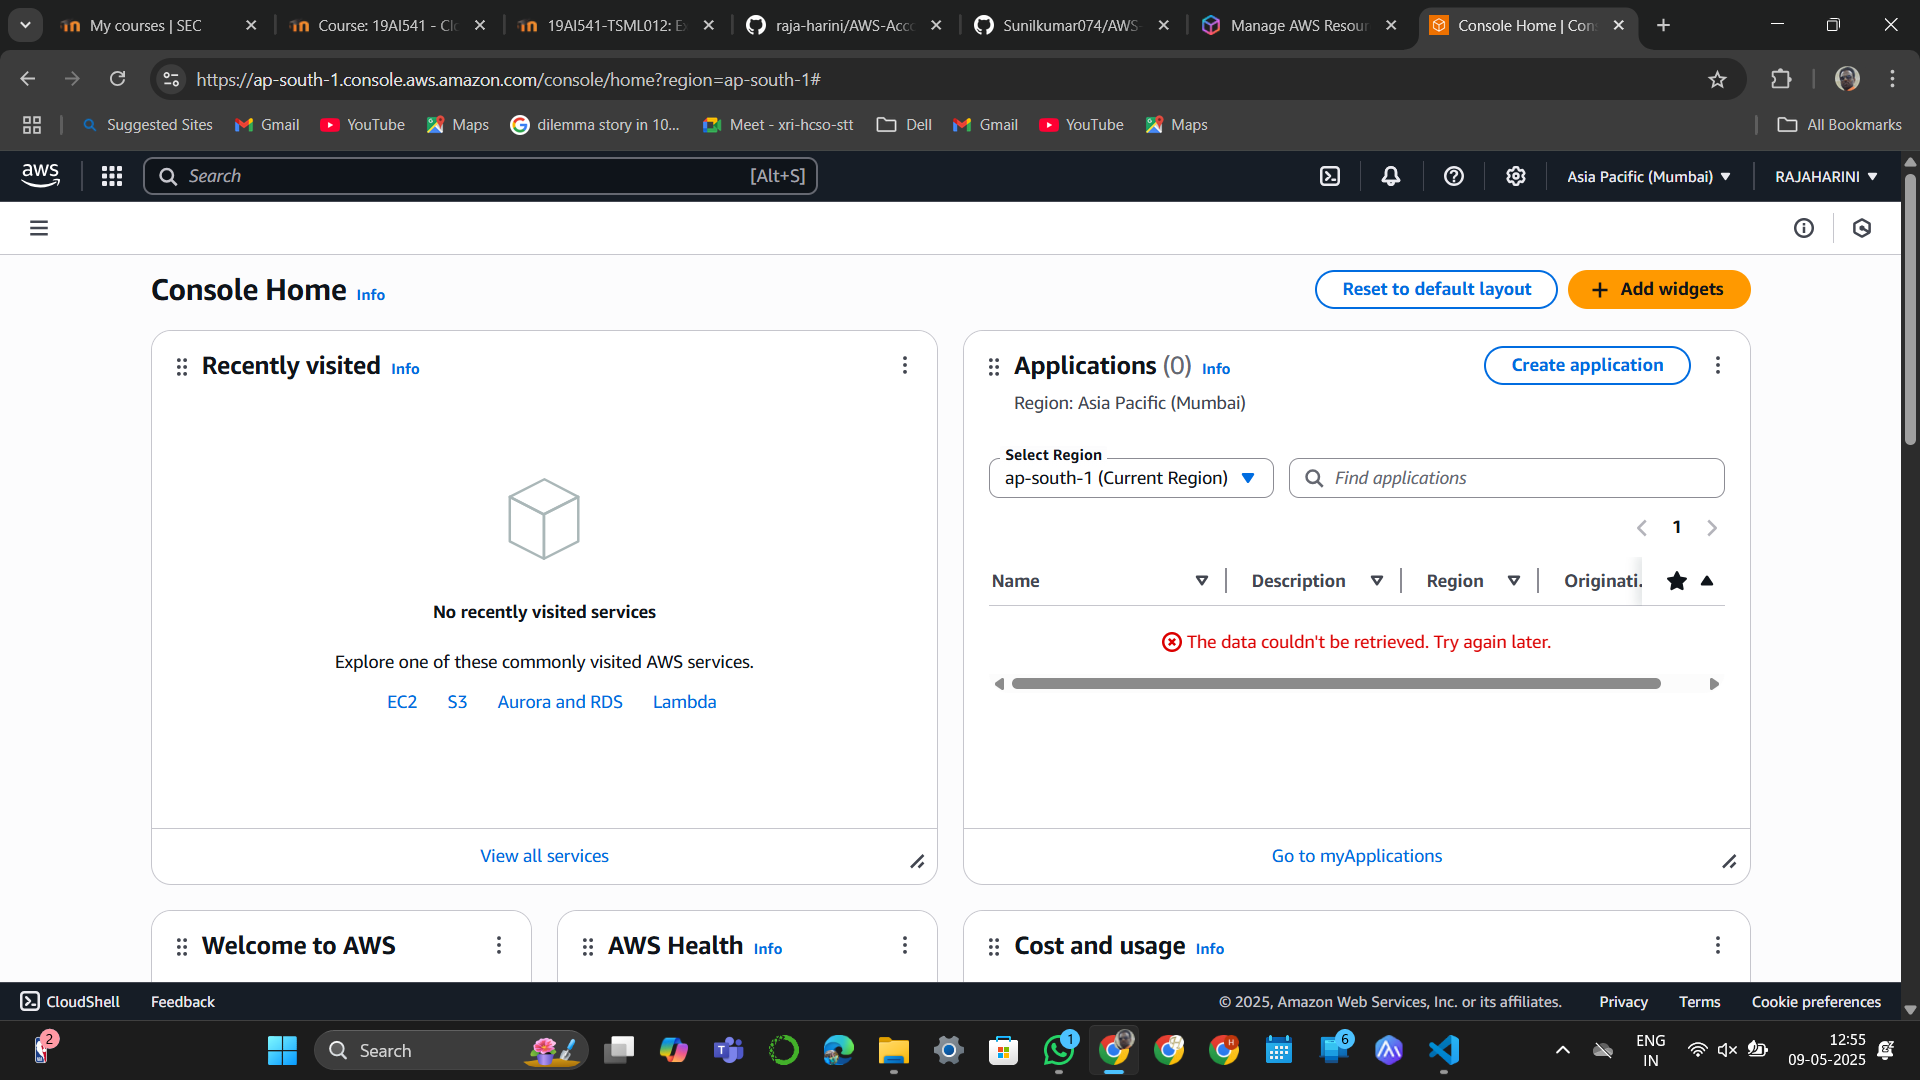 My courses | SEC
Course: 19AI541 - Clo
19AI541-TSML012: Ex
raja-harini/AWS-Acco
Sunilkumar074/AWS-
Manage AWS Resour
Console Home | Cons
https://ap-south-1.console.aws.amazon.com/console/home?region=ap-south-1#
Suggested Sites
Gmail
YouTube
Maps
dilemma story in 10...
Meet - xri-hcso-stt
Dell
Gmail
YouTube
Maps
All Bookmarks
aws
Search
[Alt+S]
Asia Pacific (Mumbai)
RAJAHARINI
Console Home Info
Reset to default layout
Add widgets
Recently visited Info
No recently visited services
Explore one of these commonly visited AWS services.
EC2 S3 Aurora and RDS Lambda
View all services
Applications (0) Info
Create application
Region: Asia Pacific (Mumbai)
Select Region
ap-south-1 (Current Region)
Find applications
1
Name Description Region Originati.
The data couldn't be retrieved. Try again later.
Go to myApplications
Welcome to AWS
AWS Health Info
Cost and usage Info
CloudShell Feedback
© 2025, Amazon Web Services, Inc. or its affiliates. Privacy Terms Cookie preferences
2
Search
1
6
ENG
IN
12:55
09-05-2025